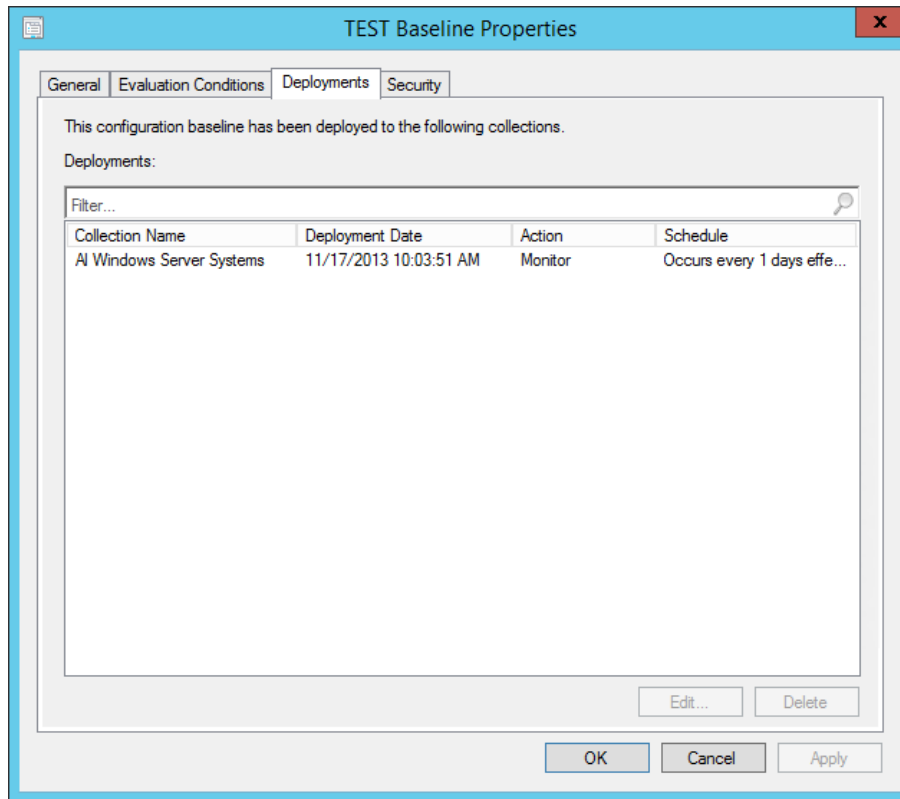 TEST Baseline Properties
x
General Evaluation Conditions Deployments Security
This configuration baseline has been deployed to the following collections.
Deployments:
Filter...
Collection Name Deployment Date Action Schedule
Al Windows Server Systems 11/17/2013 10:03:51 AM Monitor Occurs every 1 days effe...
Edit... Delete
OK Cancel Apply